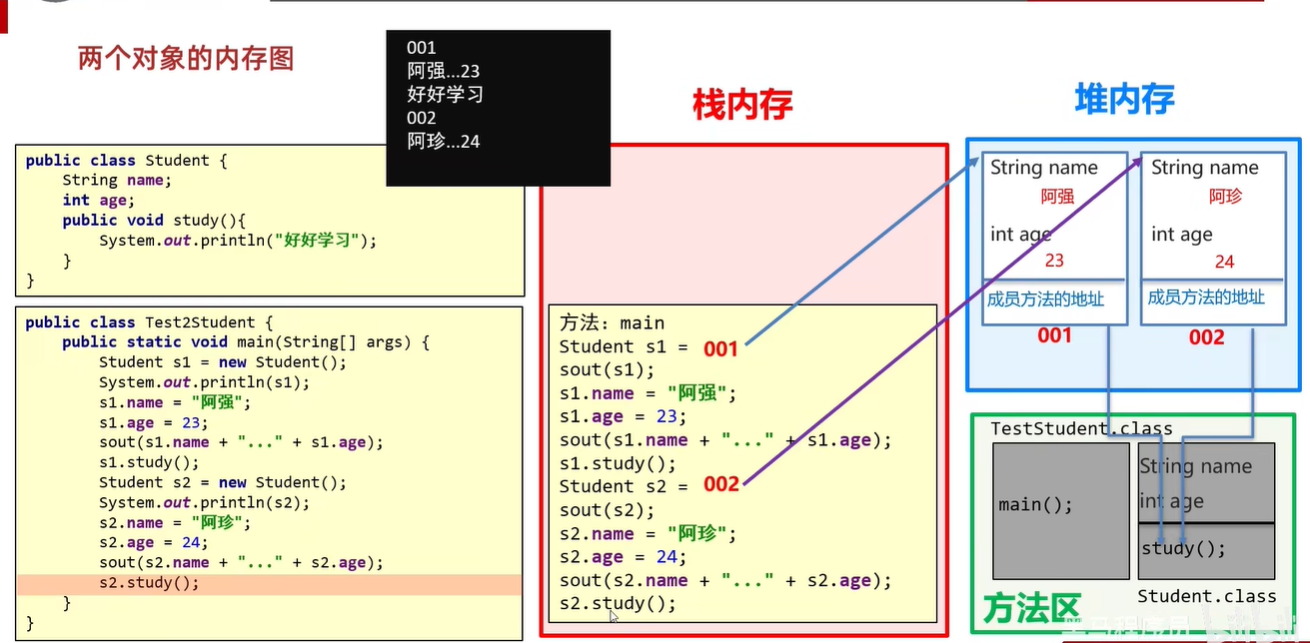 两个对象的内存图
001
阿强...23
好好学习
002
阿珍...24
public class Student {
String name;
int age;
public void study(){
System.out.println("好好学习");
}
}
public class Test2Student {
public static void main(String[] args) {
Student s1 = new Student();
System.out.println(s1);
s1.name = "阿强";
s1.age = 23;
sout(s1.name + "..." + s1.age);
s1.study();
Student s2 = new Student();
System.out.println(s2);
s2.name = "阿珍";
s2.age = 24;
sout(s2.name + "..." + s2.age);
s2.study();
}
}
栈内存
方法：main
Student s1 = 001
sout(s1);
s1.name = "阿强";
s1.age = 23;
sout(s1.name + "..." + s1.age);
s1.study();
Student s2 = 002
sout(s2);
s2.name = "阿珍";
s2.age = 24;
sout(s2.name + "..." + s2.age);
s2.study();
堆内存
String name
阿强
int age
23
成员方法的地址
001
String name
阿珍
int age
24
成员方法的地址
002
TestStudent.class
main();
String name
int age
study();
Student.class
方法区